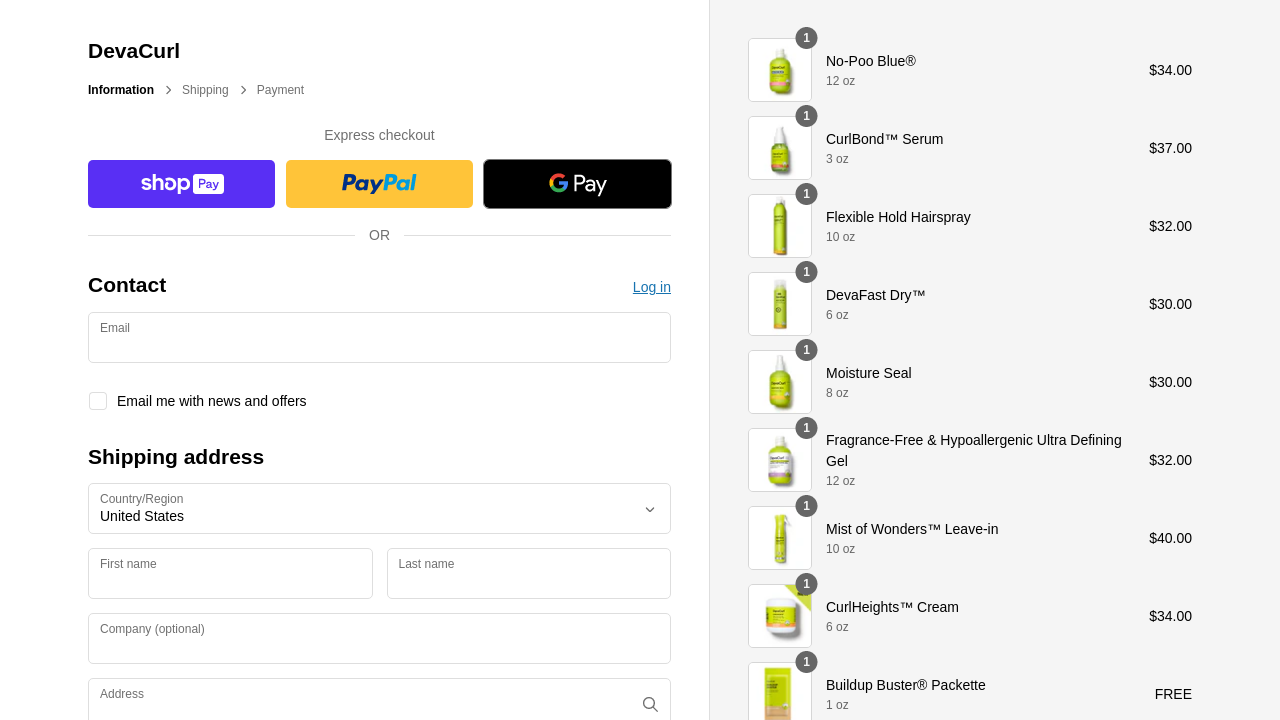 DevaCurl
Information
Shipping
Payment
Express checkout
shop Pay
PayPal
G Pay
OR
Contact
Log in
Email
Email me with news and offers
Shipping address
Country/Region
United States
First name
Last name
Company (optional)
Address
1
No-Poo Blue®
12 oz
$34.00
1
CurlBond™ Serum
3 oz
$37.00
1
Flexible Hold Hairspray
10 oz
$32.00
1
DevaFast Dry™
6 oz
$30.00
1
Moisture Seal
8 oz
$30.00
1
Fragrance-Free & Hypoallergenic Ultra Defining
Gel
12 oz
$32.00
1
Mist of Wonders™ Leave-in
10 oz
$40.00
1
CurlHeights™ Cream
6 oz
$34.00
1
Buildup Buster® Packette
1 oz
FREE